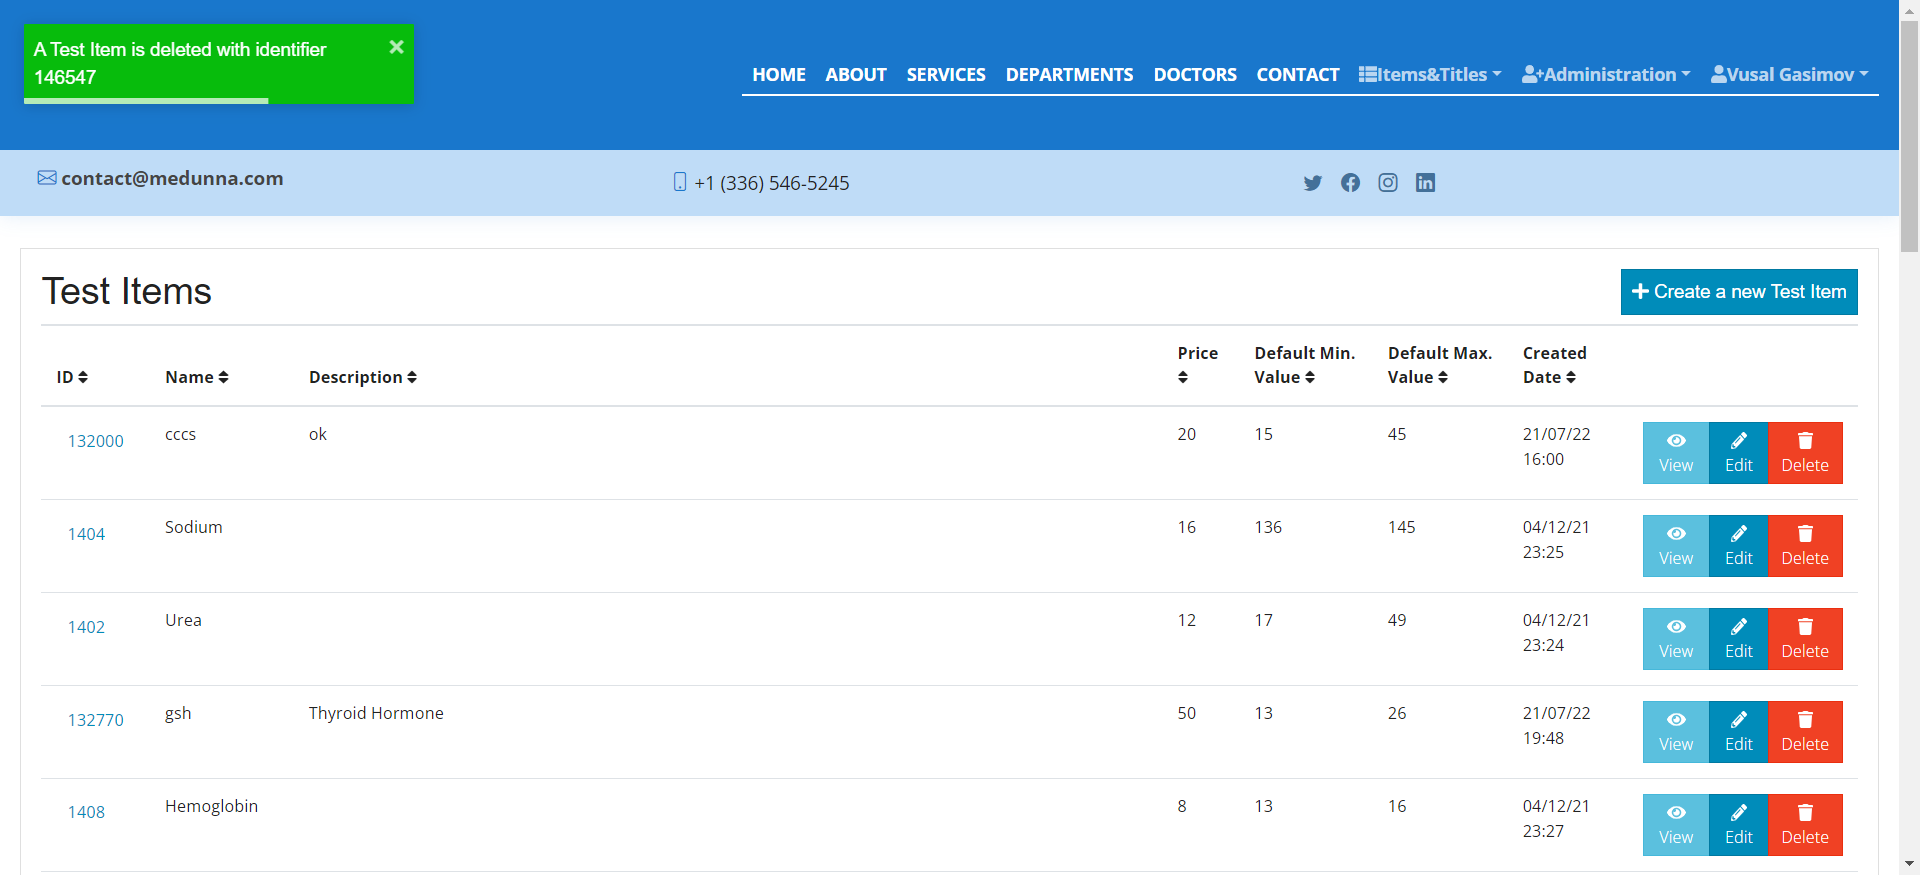 A Test Item is deleted with identifier
146547
HOME ABOUT SERVICES DEPARTMENTS DOCTORS CONTACT Items&Titles Administration Vusal Gasimov
contact@medunna.com
+1 (336) 546-5245
Test Items
Create a new Test Item
ID Name Description Price Default Min. Value Default Max. Value Created Date
132000 cccs ok 20 15 45 21/07/22 16:00 View Edit Delete
1404 Sodium 16 136 145 04/12/21 23:25 View Edit Delete
1402 Urea 12 17 49 04/12/21 23:24 View Edit Delete
132770 gsh Thyroid Hormone 50 13 26 21/07/22 19:48 View Edit Delete
1408 Hemoglobin 8 13 16 04/12/21 23:27 View Edit Delete